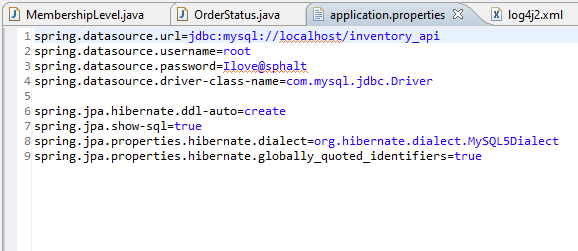 MembershipLevel.java OrderStatus.java application.properties log4j2.xml
1 spring.datasource.url=jdbc:mysql://localhost/inventory_api
2 spring.datasource.username=root
3 spring.datasource.password=Ilove@sphalt
4 spring.datasource.driver-class-name=com.mysql.jdbc.Driver
5
6 spring.jpa.hibernate.ddl-auto=create
7 spring.jpa.show-sql=true
8 spring.jpa.properties.hibernate.dialect=org.hibernate.dialect.MySQL5Dialect
9 spring.jpa.properties.hibernate.globally_quoted_identifiers=true